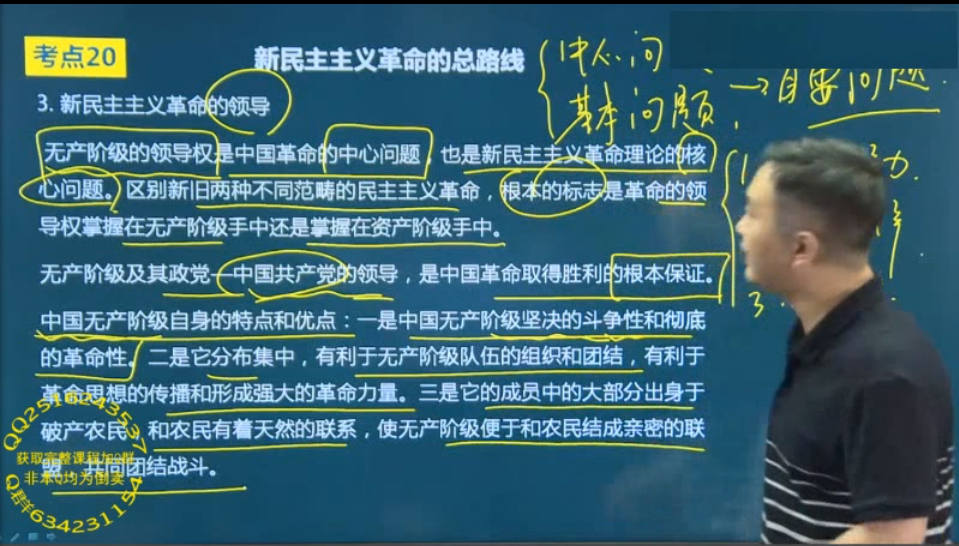 考点20
新民主主义革命的总路线
中心问
基本问题
→首要问题
3. 新民主主义革命的领导
无产阶级的领导权是中国革命的中心问题，也是新民主主义革命理论的核
心问题。区别新旧两种不同范畴的民主主义革命，根本的标志是革命的领
导权掌握在无产阶级手中还是掌握在资产阶级手中。
无产阶级及其政党—中国共产党的领导，是中国革命取得胜利的根本保证。
中国无产阶级自身的特点和优点：一是中国无产阶级坚决的斗争性和彻底
的革命性。二是它分布集中，有利于无产阶级队伍的组织和团结，有利于
革命思想的传播和形成强大的革命力量。三是它的成员中的大部分出身于
破产农民，和农民有着天然的联系，使无产阶级便于和农民结成亲密的联
盟，共同团结战斗。
1
力
3
QQ2516243537
获取完整课程加Q群
非本Q均为倒卖
Q群634231154